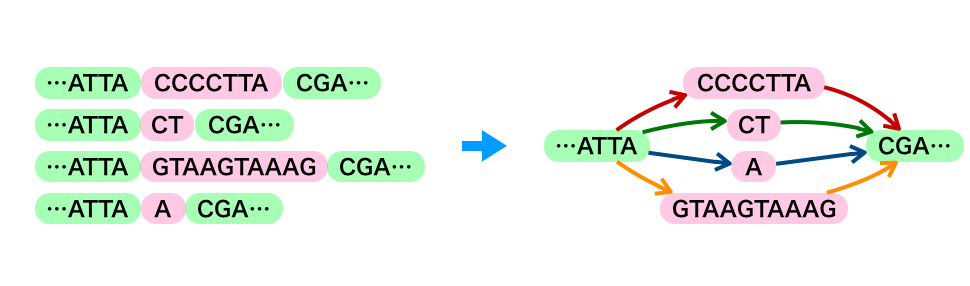 …ATTA CCCCTTA CGA…
…ATTA CT CGA…
…ATTA GTAAGTAAAG CGA…
…ATTA A CGA…
CCCCTTA
CT
…ATTA
CGA…
A
GTAAGTAAAG